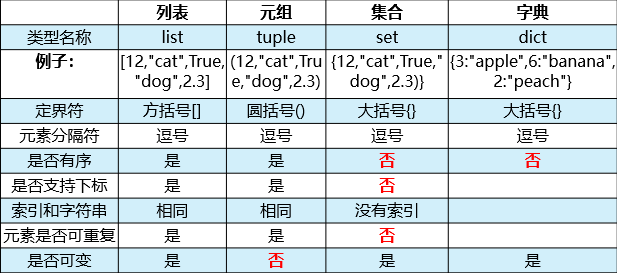 列表 元组 集合 字典
类型名称 list tuple set dict
例子: [12,"cat",True, (12,"cat",Tru {12,"cat",True," {3:"apple",6:"banana",
"dog",2.3] e,"dog",2.3) dog",2.3)} 2:"peach"}
定界符 方括号[] 圆括号() 大括号{} 大括号{}
元素分隔符 逗号 逗号 逗号 逗号
是否有序 是 是 否 否
是否支持下标 是 是 否
索引和字符串 相同 相同 没有索引
元素是否可重复 是 是 否
是否可变 是 否 是 是